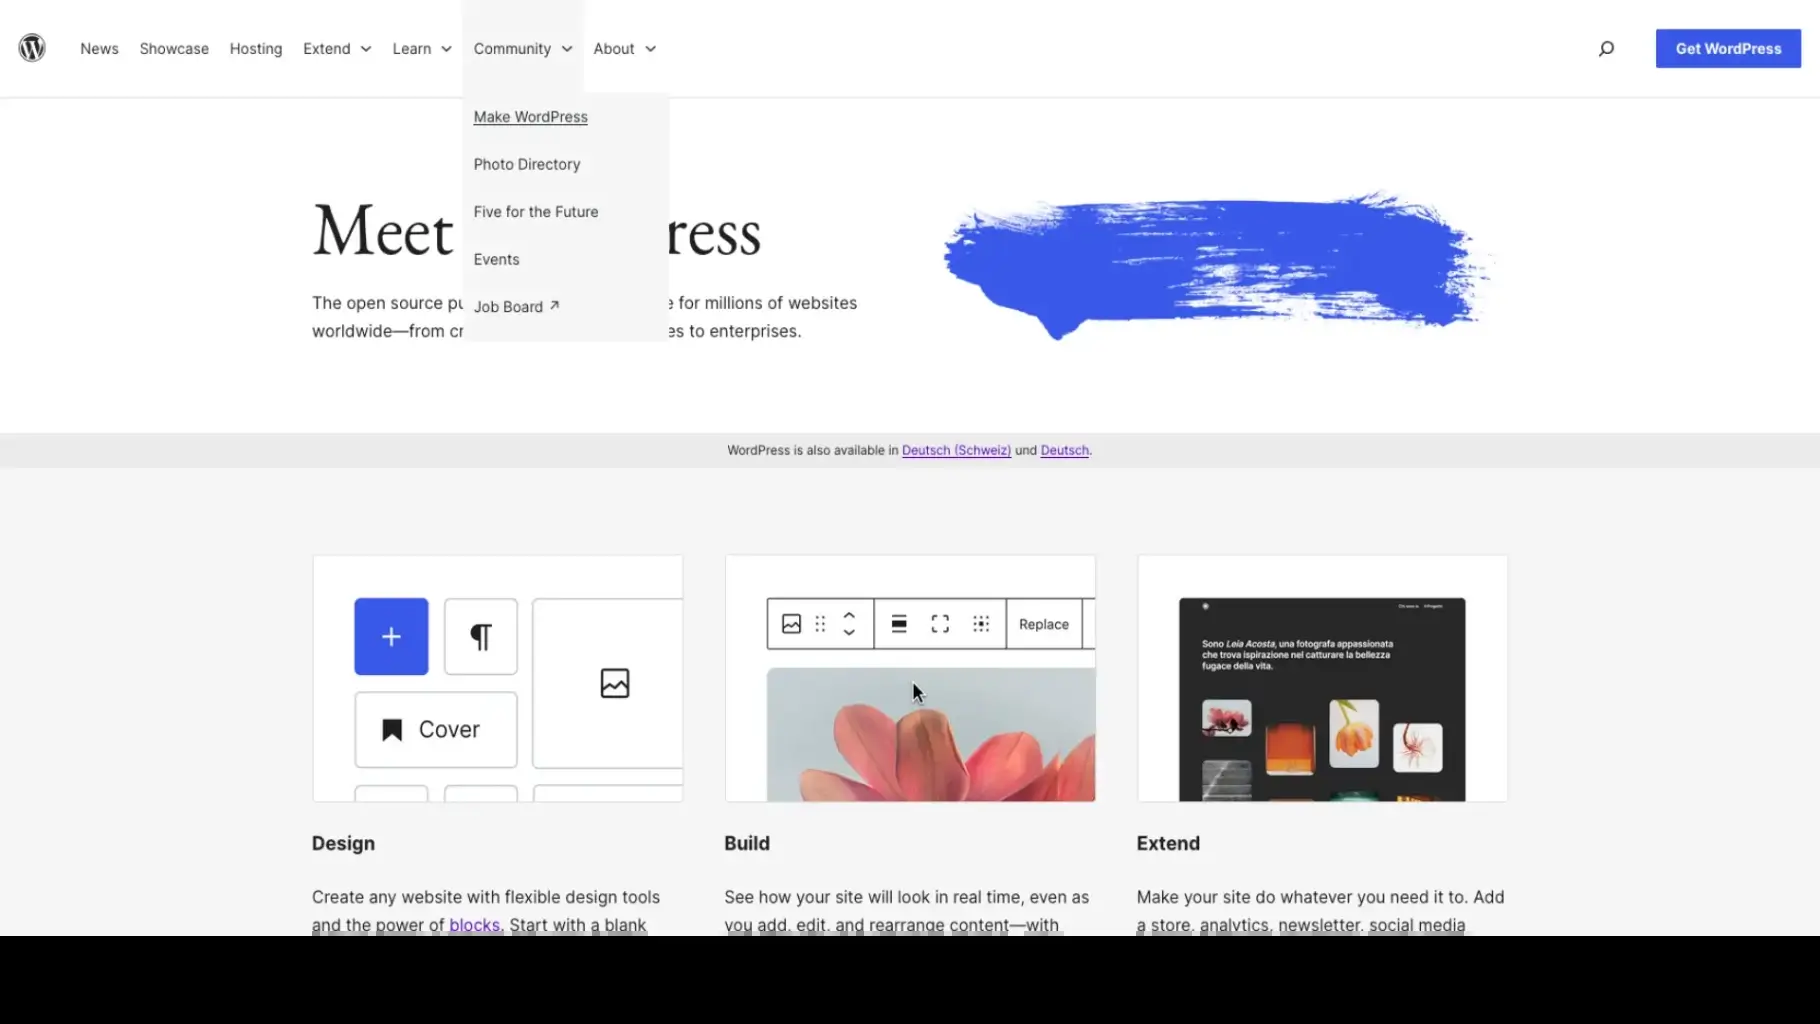 News Showcase Hosting Extend Learn Community About Get WordPress
Make WordPress
Photo Directory
Five for the Future
Events
Job Board ↗
Meet ress
The open source pu e for millions of websites
worldwide—from cr es to enterprises.
WordPress is also available in Deutsch (Schweiz) und Deutsch.
¶
Cover
Replace
Sono Leia Acosta, una fotografa appassionata
che trova ispirazione nel catturare la bellezza
fugace della vita.
Design
Create any website with flexible design tools
and the power of blocks. Start with a blank
Build
See how your site will look in real time, even as
you add, edit, and rearrange content—with
Extend
Make your site do whatever you need it to. Add
a store, analytics, newsletter, social media